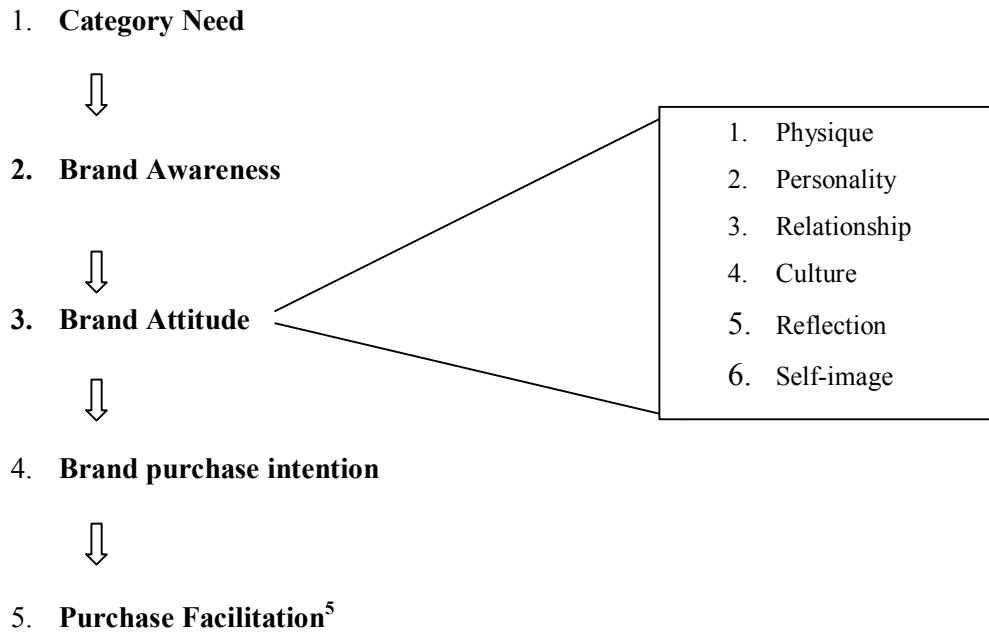 1. Category Need
2. Brand Awareness
3. Brand Attitude
4. Brand purchase intention
5. Purchase Facilitation⁵
1. Physique
2. Personality
3. Relationship
4. Culture
5. Reflection
6. Self-image